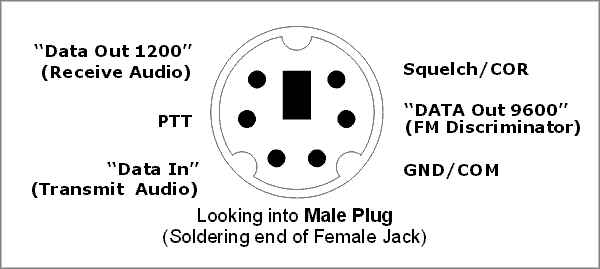 “Data Out 1200”
(Receive Audio)
Squelch/COR
PTT
“DATA Out 9600”
(FM Discriminator)
“Data In”
(Transmit Audio)
GND/COM
Looking into Male Plug
(Soldering end of Female Jack)